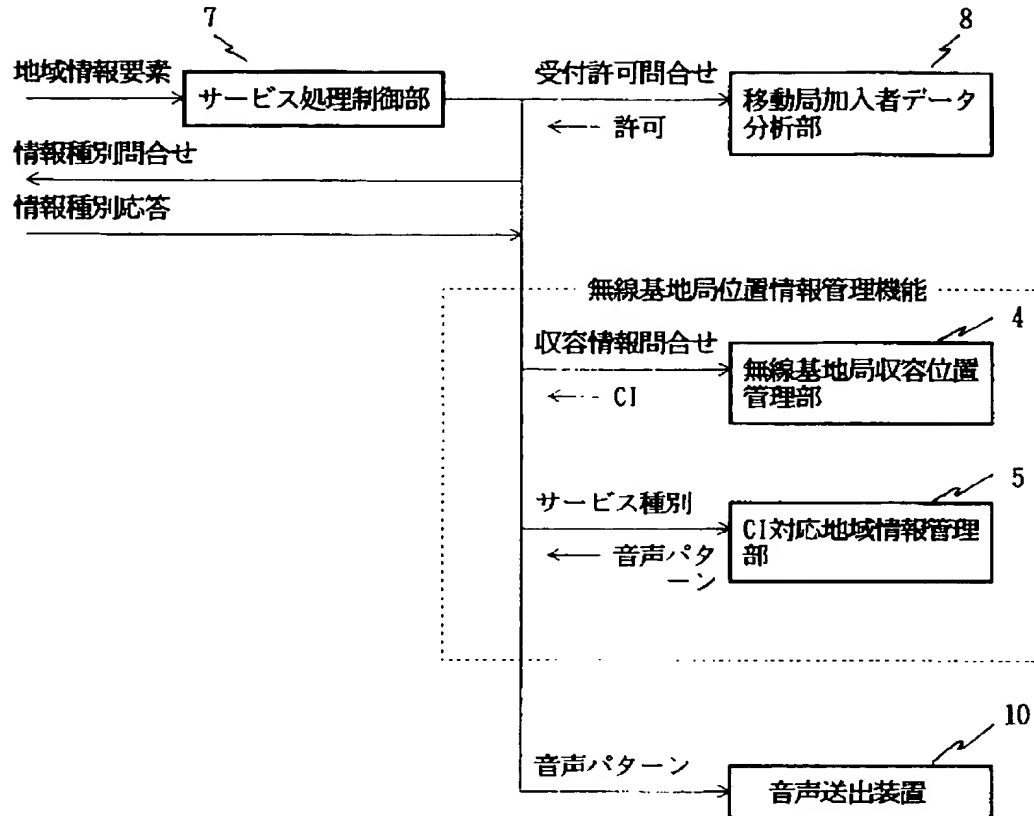 7
8
地域情報要素
サービス処理制御部
受付許可問合せ
許可
移動局加入者データ
分析部
情報種別問合せ
情報種別応答
無線基地局位置情報管理機能
4
収容情報問合せ
CI
無線基地局収容位置
管理部
5
サービス種別
音声パタ
ーン
CI対応地域情報管理
部
10
音声パターン
音声送出装置